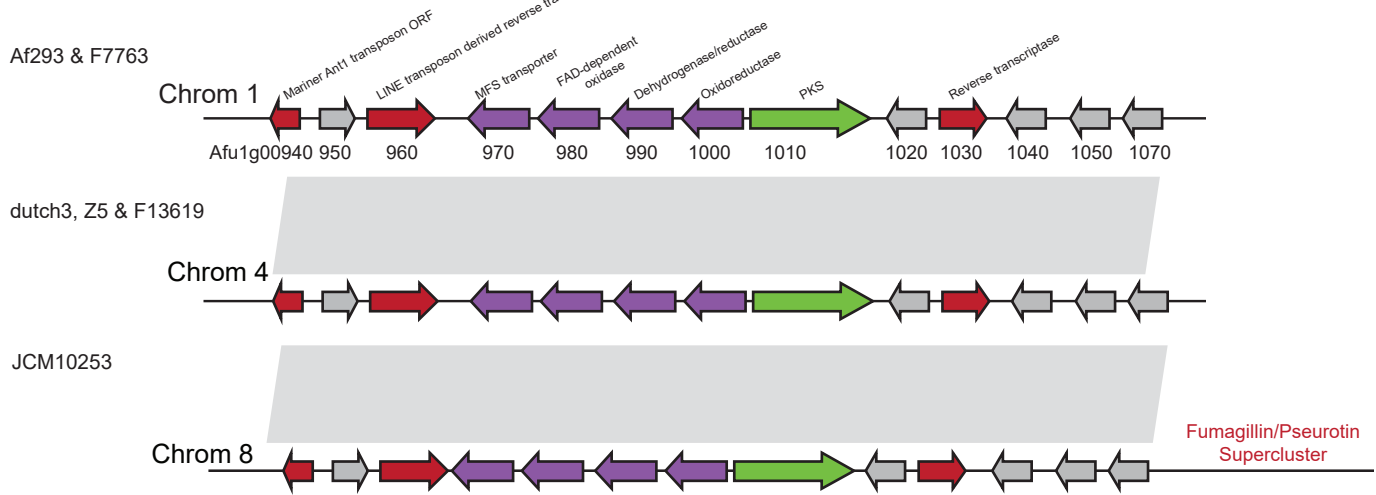 Af293 & F7763
Mariner Ant1 transposon ORF
LINE transposon derived reverse
MFS transporter
FAD-dependent
oxidase
Dehydrogenase/reductase
Oxidoreductase
PKS
Reverse transcriptase
Chrom 1
Afu1g00940 950 960 970 980 990 1000 1010 1020 1030 1040 1050 1070
dutch3, Z5 & F13619
Chrom 4
JCM10253
Chrom 8
Fumagillin/Pseurotin
Supercluster